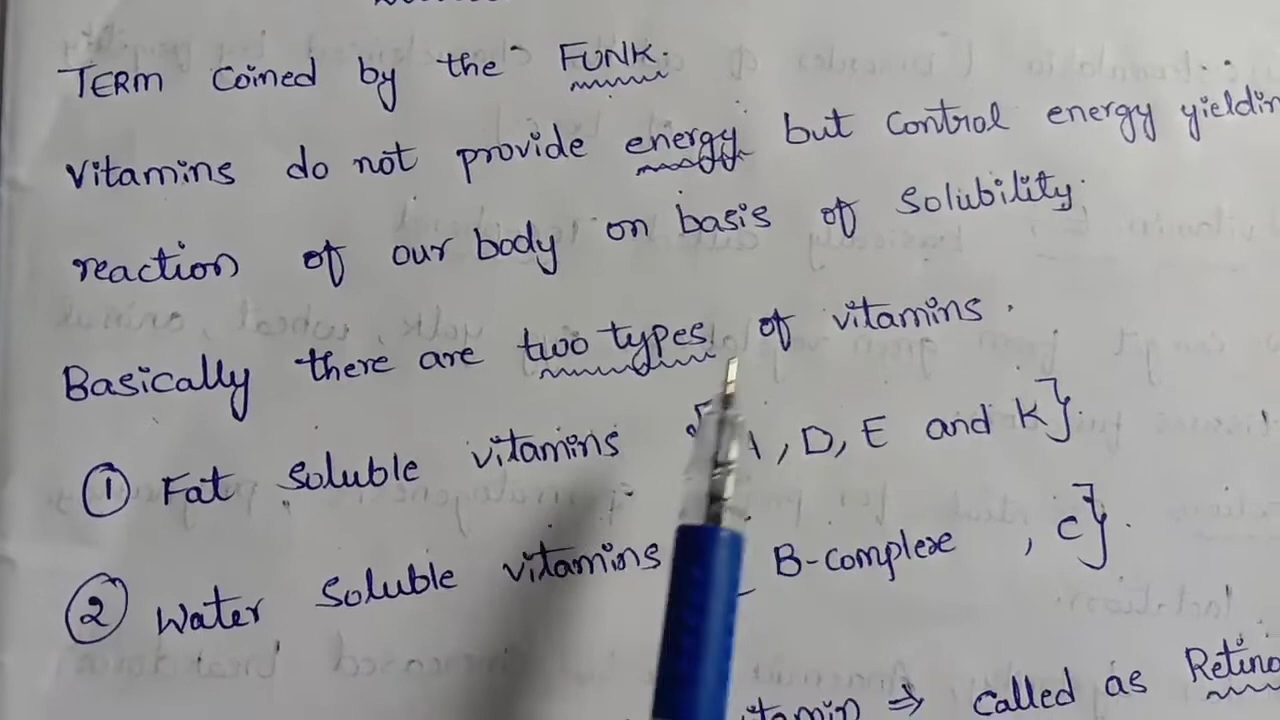 TERM Coined by the FUNK.
Vitamins do not provide energy but control energy yieldin
reaction of our body on basis of solubility.
Basically there are two types of vitamins.
① Fat soluble vitamins {A, D, E and K}.
② Water soluble vitamins B-complex, C}.
itamin ⇒ called as Retino